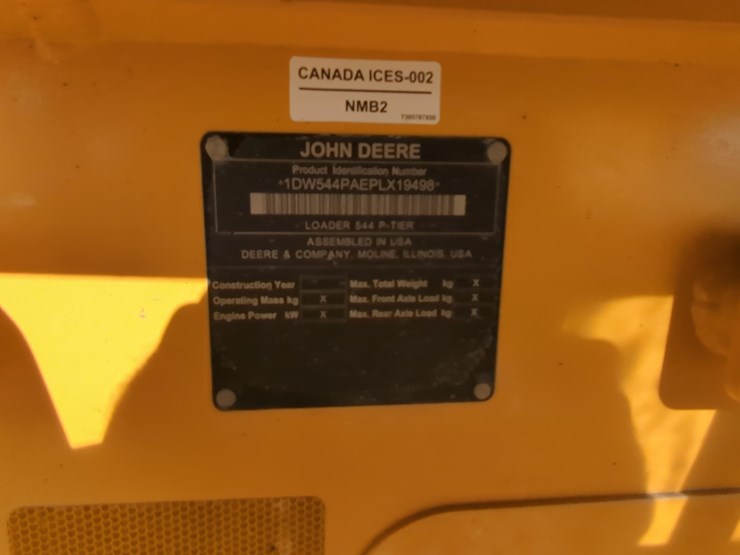 CANADA ICES-002
NMB2
JOHN DEERE
Product Identification Number
*1DW544PAEPLX19498*
LOADER 544 P-TIER
ASSEMBLED IN USA
DEERE & COMPANY, MOLINE, ILLINOIS, USA
Construction Year Max. Total Weight kg X
Operating Mass kg X Max. Front Axle Load kg X
Engine Power kW X Max. Rear Axle Load kg X